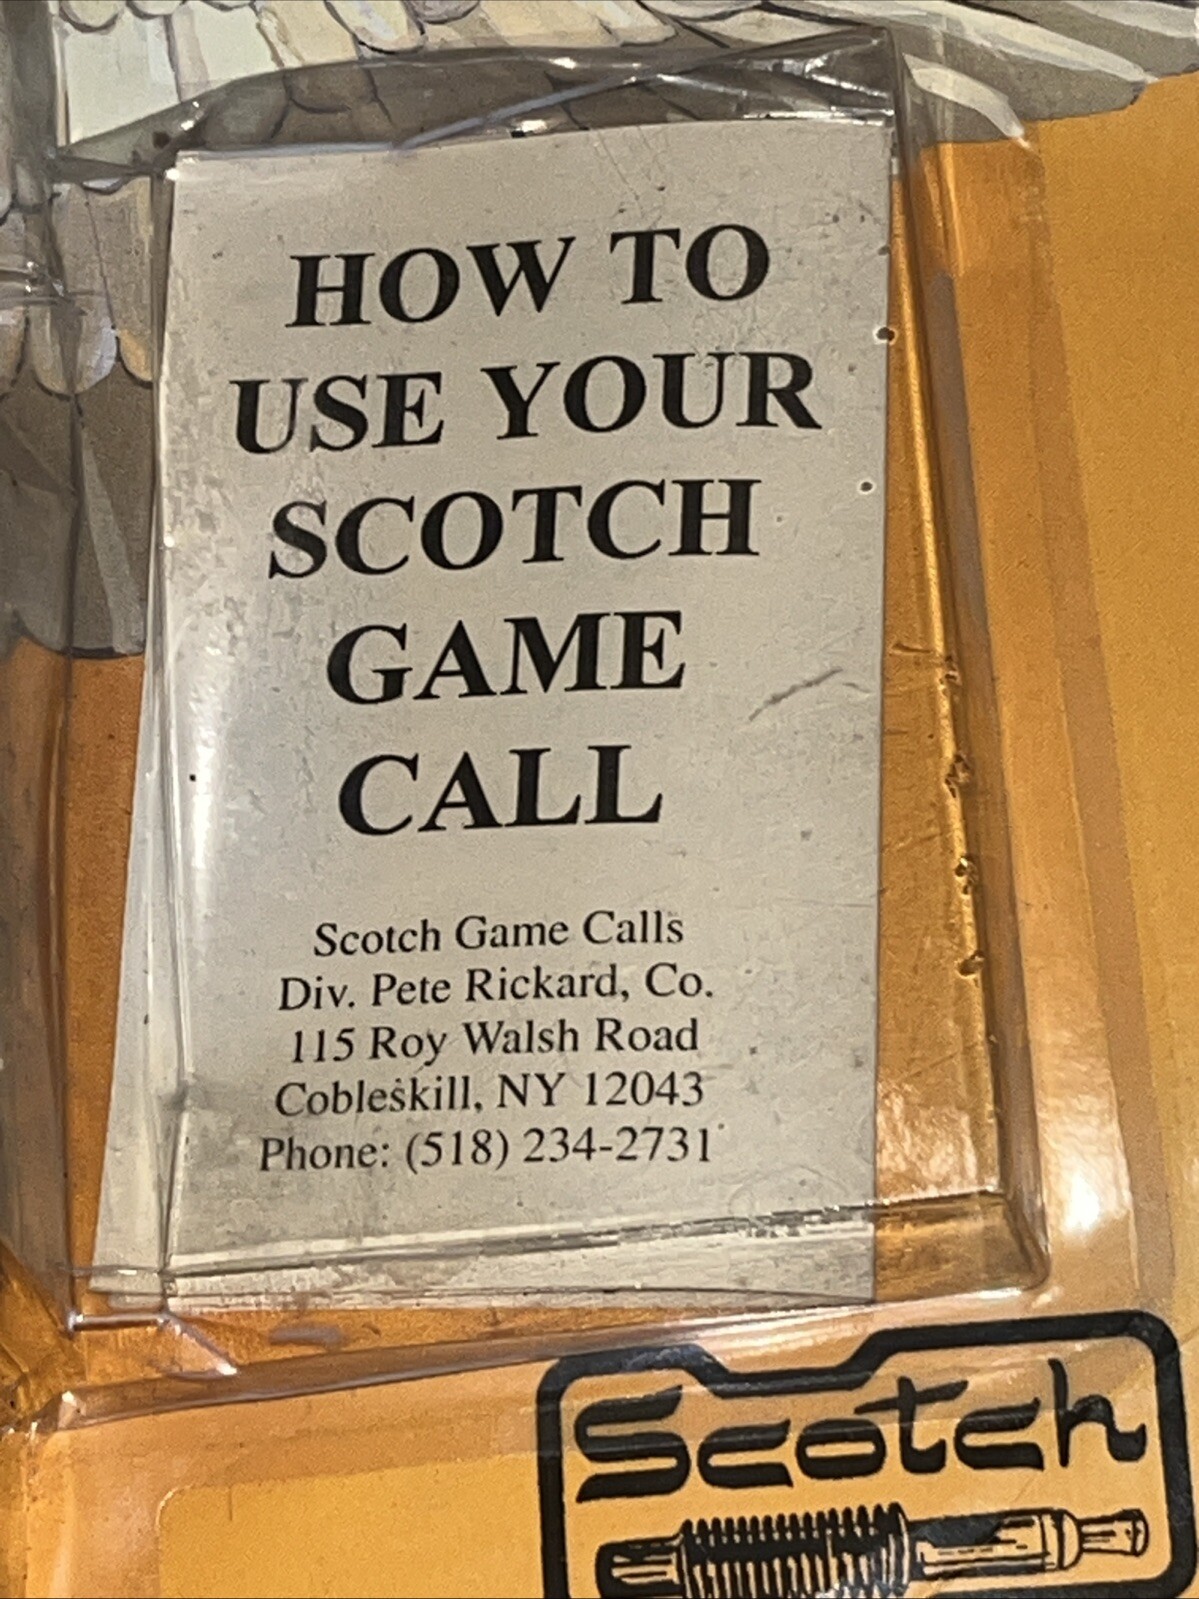 HOW TO
USE YOUR
SCOTCH
GAME
CALL
Scotch Game Calls
Div. Pete Rickard, Co.
115 Roy Walsh Road
Cobleskill, NY 12043
Phone: (518) 234-2731
Scotch